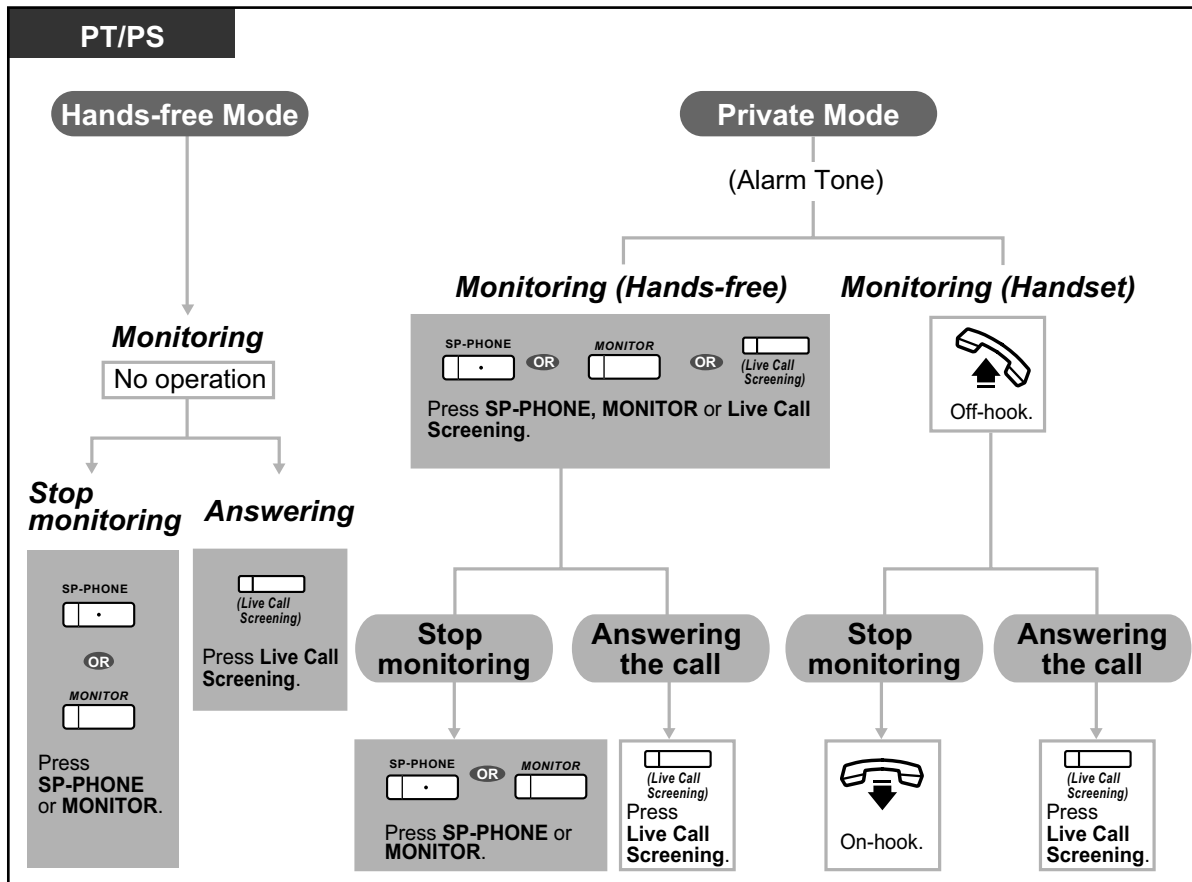 PT/PS
Hands-free Mode
Private Mode
(Alarm Tone)
Monitoring
No operation
Stop
monitoring
SP-PHONE
OR
MONITOR
Press
SP-PHONE
or MONITOR.
Answering
(Live Call
Screening)
Press Live Call
Screening.
Monitoring (Hands-free)
SP-PHONE OR MONITOR OR (Live Call
Screening)
Press SP-PHONE, MONITOR or Live Call
Screening.
Stop
monitoring
SP-PHONE OR MONITOR
Press SP-PHONE or
MONITOR.
Answering
the call
(Live Call
Screening)
Press
Live Call
Screening.
Monitoring (Handset)
Off-hook.
Stop
monitoring
On-hook.
Answering
the call
(Live Call
Screening)
Press
Live Call
Screening.